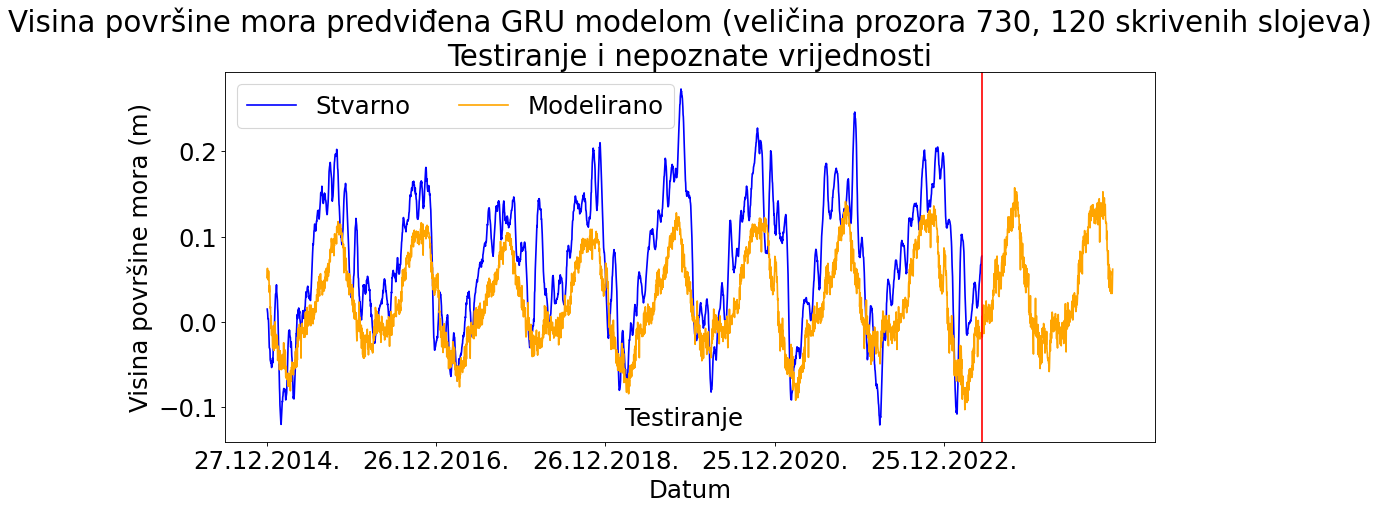 Visina površine mora predviđena GRU modelom (veličina prozora 730, 120 skrivenih slojeva)
Testiranje i nepoznate vrijednosti
Stvarno
Modelirano
Visina površine mora (m)
0.2
0.1
0.0
−0.1
Testiranje
27.12.2014.
26.12.2016.
26.12.2018.
25.12.2020.
25.12.2022.
Datum